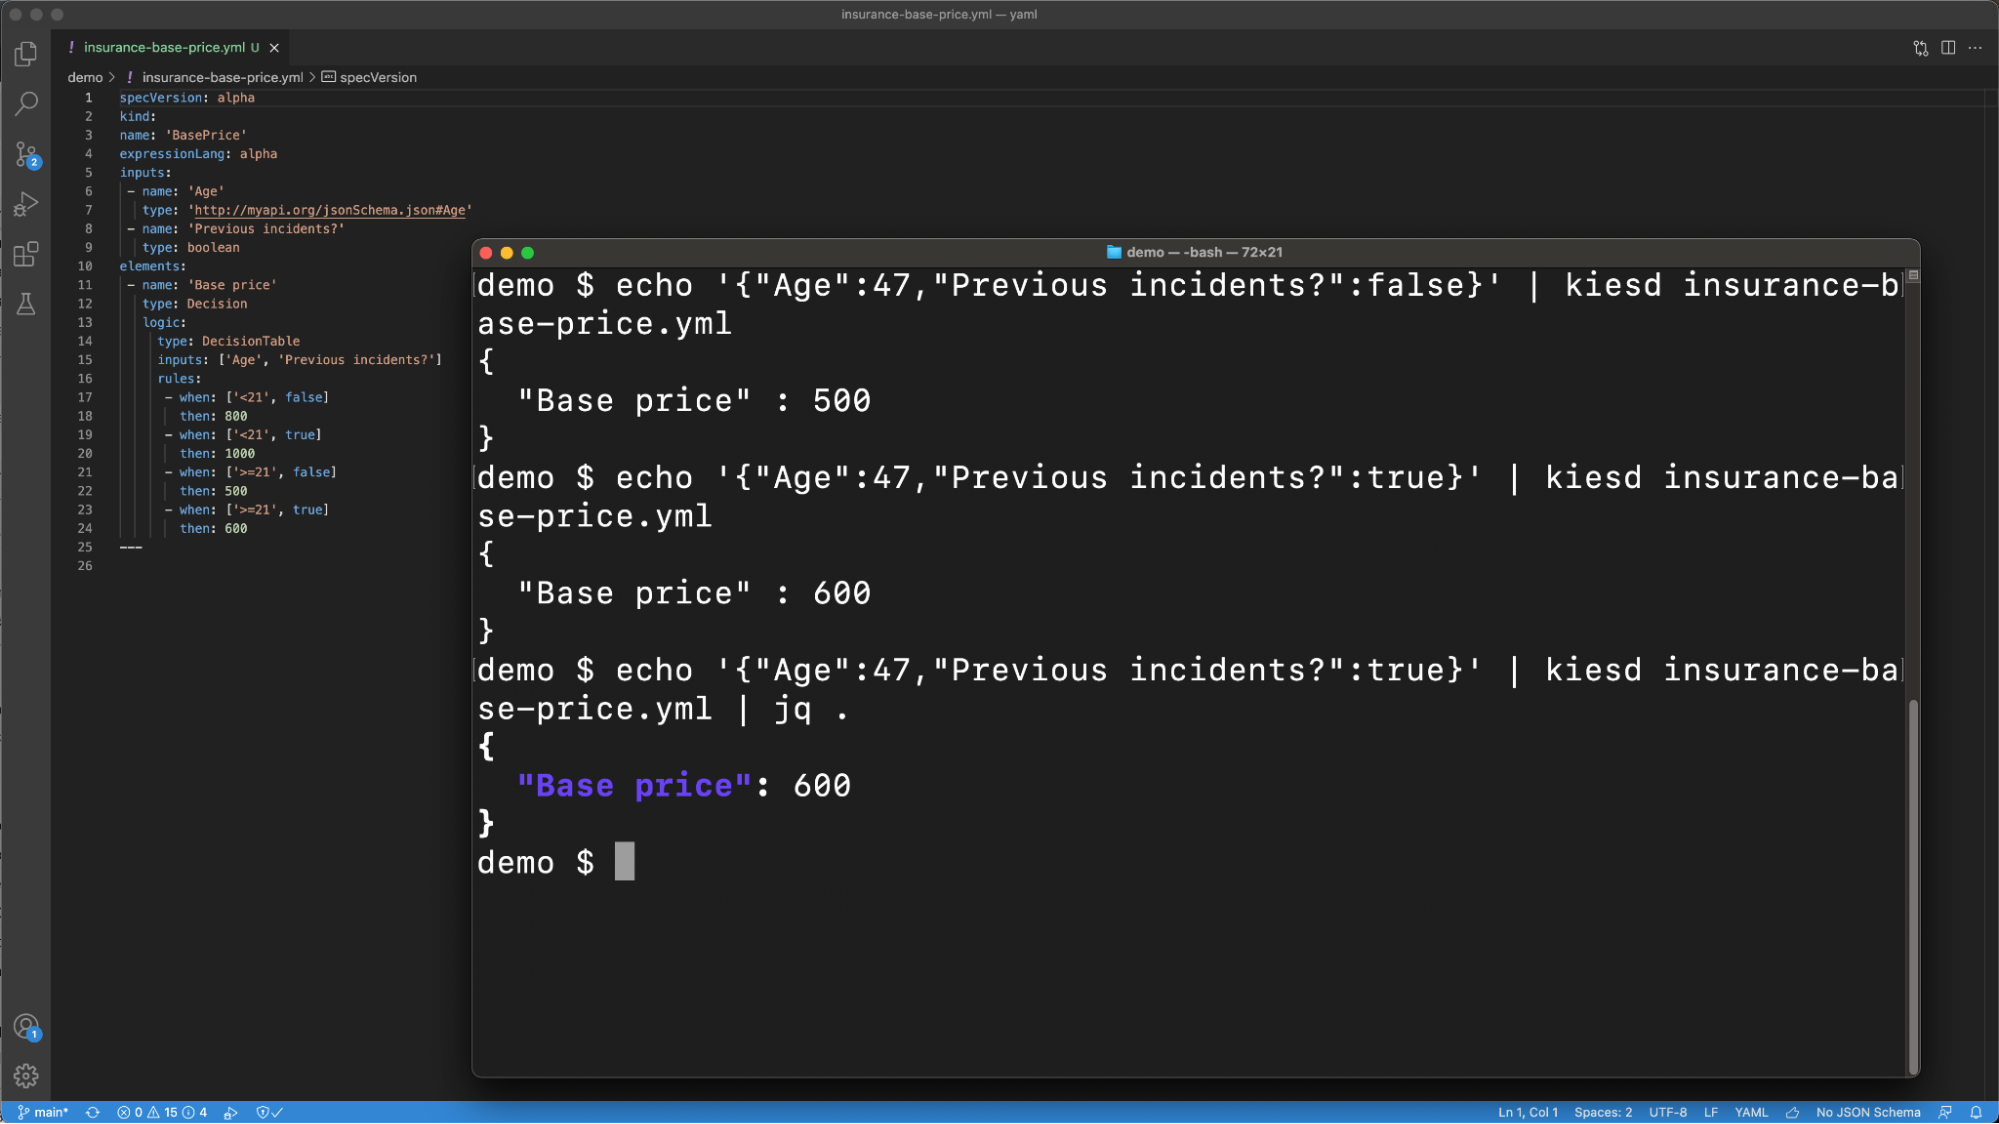 insurance-base-price.yml — yaml
! insurance-base-price.yml U ×
demo > ! insurance-base-price.yml > abc specVersion
1 specVersion: alpha
2 kind:
3 name: 'BasePrice'
4 expressionLang: alpha
5 inputs:
6 - name: 'Age'
7 type: 'http://myapi.org/jsonSchema.json#Age'
8 - name: 'Previous incidents?'
9 type: boolean
10 elements:
11 - name: 'Base price'
12 type: Decision
13 logic:
14 type: DecisionTable
15 inputs: ['Age', 'Previous incidents?']
16 rules:
17 - when: ['<21', false]
18 then: 800
19 - when: ['<21', true]
20 then: 1000
21 - when: ['>=21', false]
22 then: 500
23 - when: ['>=21', true]
24 then: 600
25 ---
26
2
1
demo — -bash — 72×21
demo $ echo '{"Age":47,"Previous incidents?":false}' | kiesd insurance-b
ase-price.yml
{
"Base price" : 500
}
demo $ echo '{"Age":47,"Previous incidents?":true}' | kiesd insurance-ba
se-price.yml
{
"Base price" : 600
}
demo $ echo '{"Age":47,"Previous incidents?":true}' | kiesd insurance-ba
se-price.yml | jq .
{
"Base price": 600
}
demo $
main* 0 15 4 Ln 1, Col 1 Spaces: 2 UTF-8 LF YAML No JSON Schema